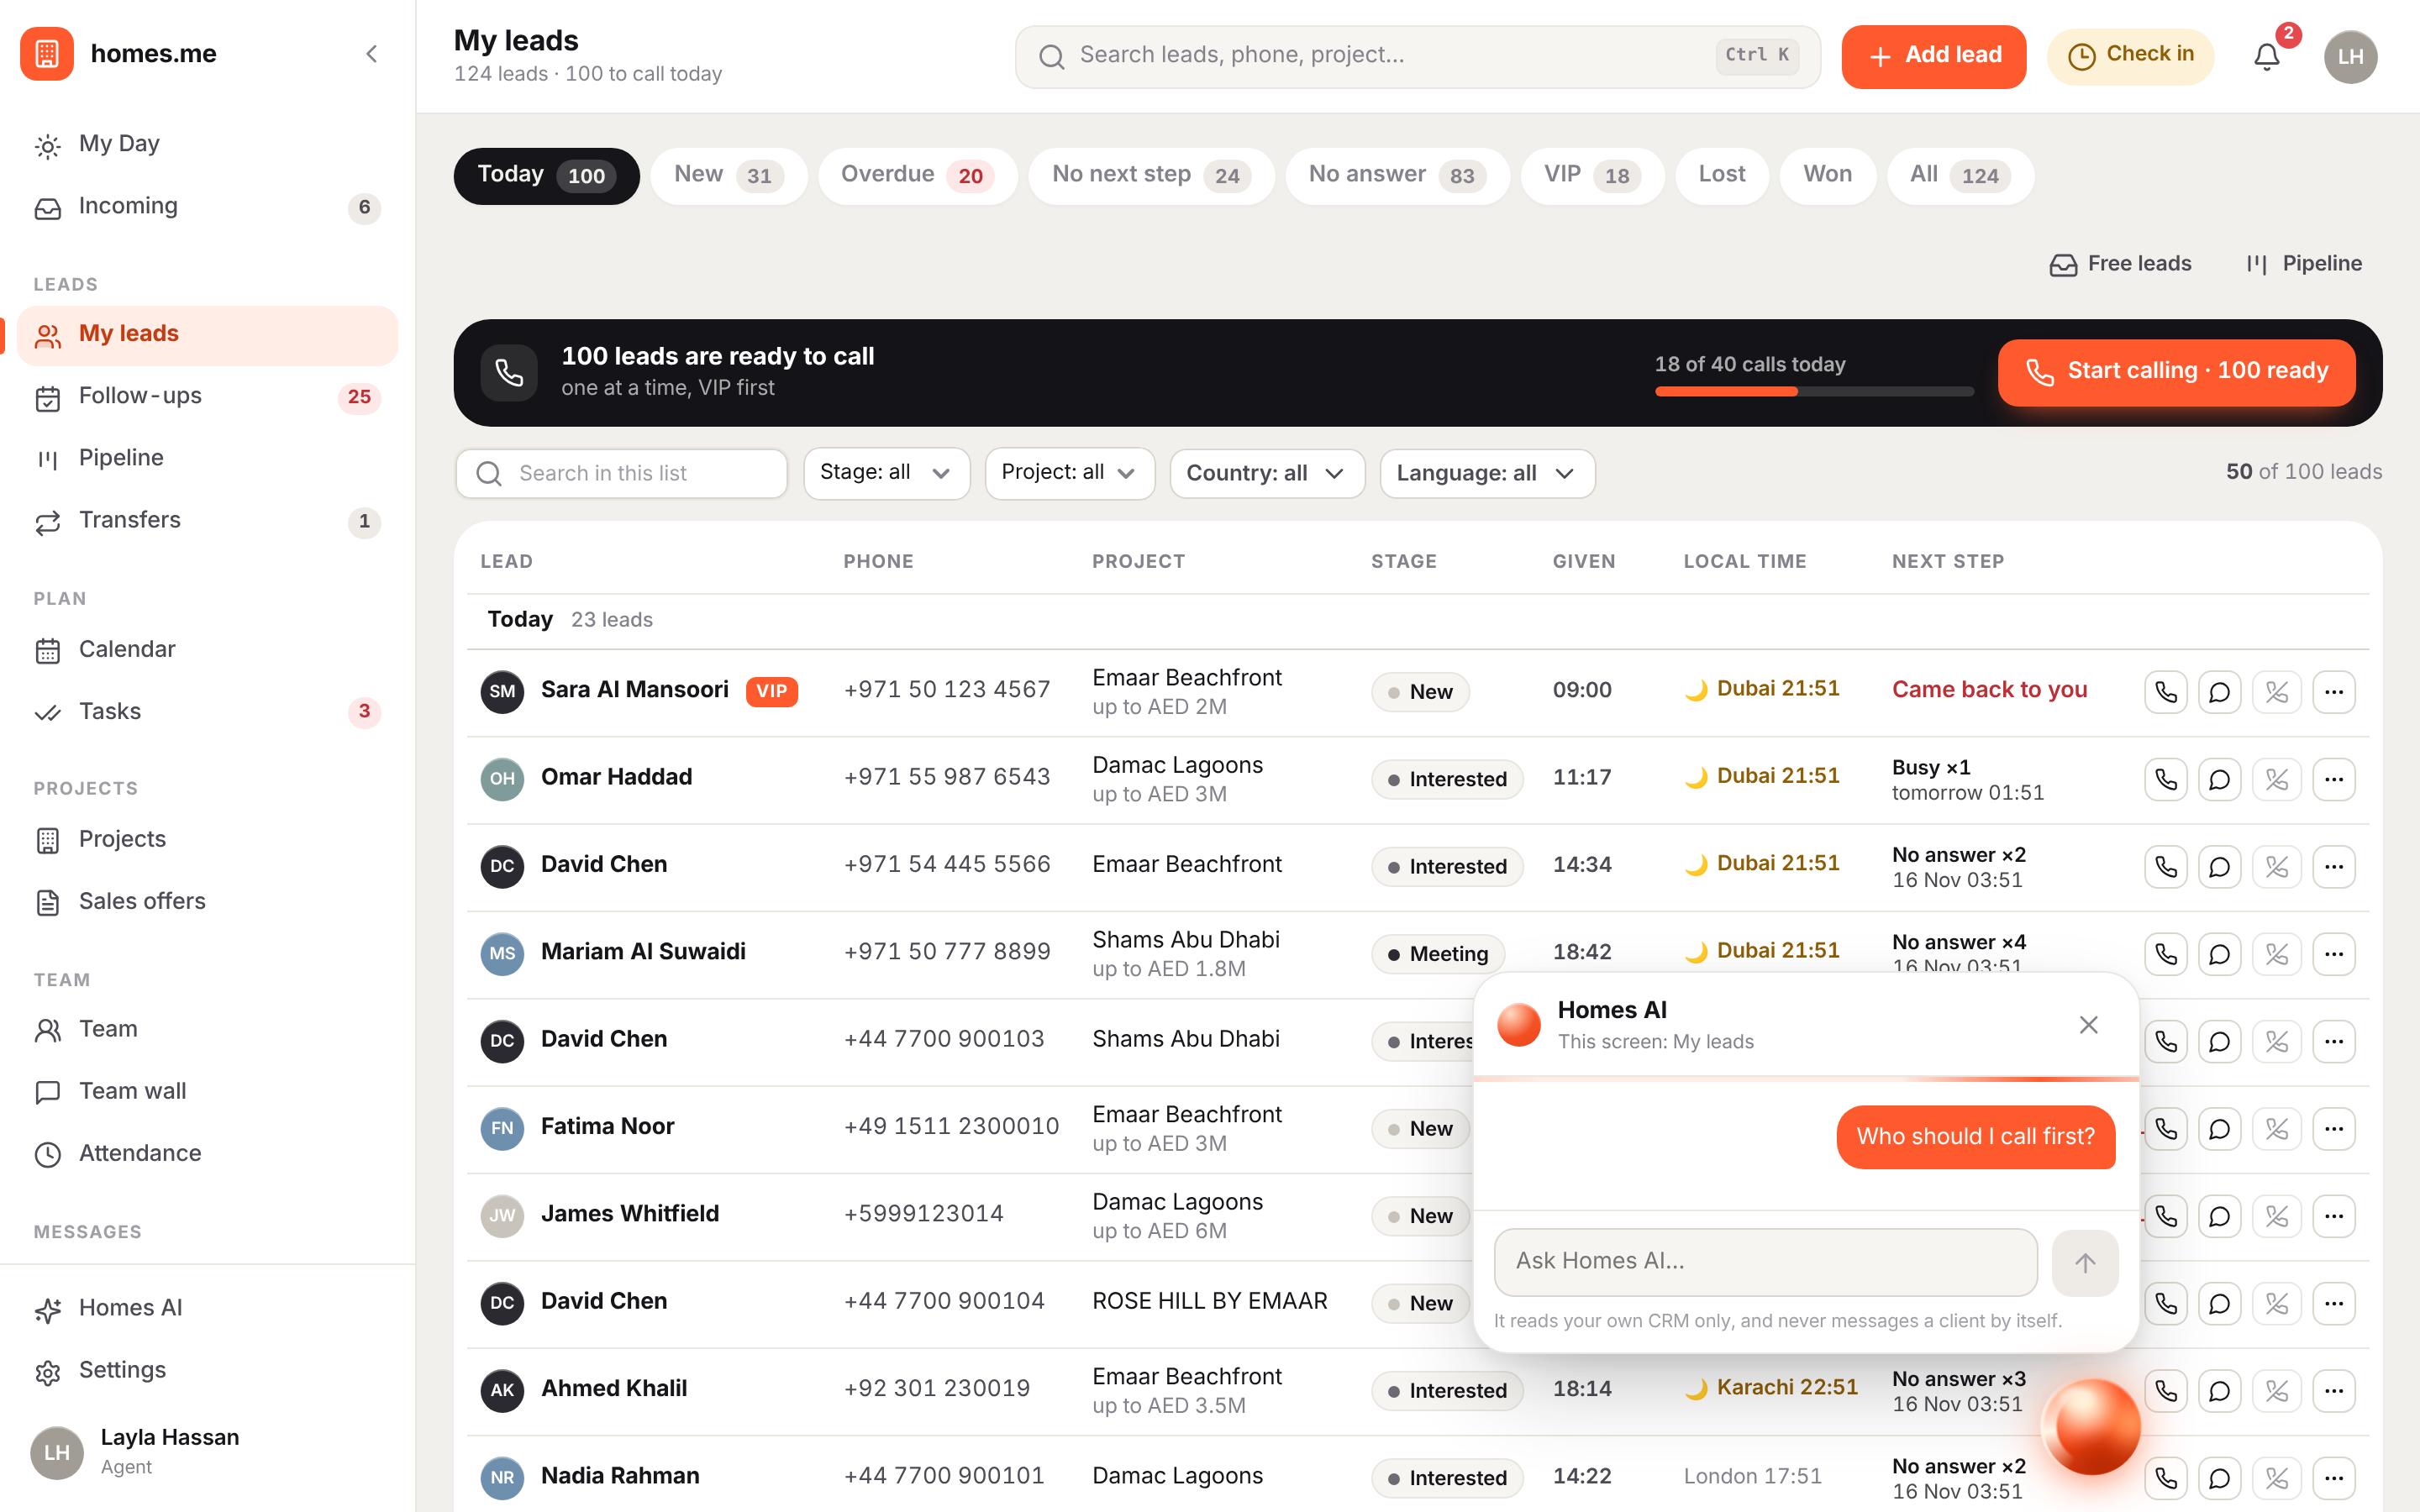 homes.me
My Day
Incoming 6
LEADS
My leads
Follow-ups 25
Pipeline
Transfers 1
PLAN
Calendar
Tasks 3
PROJECTS
Projects
Sales offers
TEAM
Team
Team wall
Attendance
MESSAGES
Homes AI
Settings
LH Layla Hassan
Agent
My leads
124 leads · 100 to call today
Search leads, phone, project... Ctrl K
Add lead
Check in
2
LH
Today 100 New 31 Overdue 20 No next step 24 No answer 83 VIP 18 Lost Won All 124
Free leads Pipeline
100 leads are ready to call
one at a time, VIP first
18 of 40 calls today
Start calling · 100 ready
Search in this list Stage: all Project: all Country: all Language: all 50 of 100 leads
LEAD PHONE PROJECT STAGE GIVEN LOCAL TIME NEXT STEP
Today 23 leads
SM Sara Al Mansoori VIP +971 50 123 4567 Emaar Beachfront New 09:00 Dubai 21:51 Came back to you
up to AED 2M
OH Omar Haddad +971 55 987 6543 Damac Lagoons Interested 11:17 Dubai 21:51 Busy ×1
up to AED 3M tomorrow 01:51
DC David Chen +971 54 445 5566 Emaar Beachfront Interested 14:34 Dubai 21:51 No answer ×2
16 Nov 03:51
MS Mariam Al Suwaidi +971 50 777 8899 Shams Abu Dhabi Meeting 18:42 Dubai 21:51 No answer ×4
up to AED 1.8M 16 Nov 03:51
DC David Chen +44 7700 900103 Shams Abu Dhabi Interes
FN Fatima Noor +49 1511 2300010 Emaar Beachfront New
up to AED 3M
JW James Whitfield +5999123014 Damac Lagoons New
up to AED 6M
DC David Chen +44 7700 900104 ROSE HILL BY EMAAR New
AK Ahmed Khalil +92 301 230019 Emaar Beachfront Interested 18:14 Karachi 22:51 No answer ×3
up to AED 3.5M 16 Nov 03:51
NR Nadia Rahman +44 7700 900101 Damac Lagoons Interested 14:22 London 17:51 No answer ×2
16 Nov 03:51
Homes AI
This screen: My leads
Who should I call first?
Ask Homes AI...
It reads your own CRM only, and never messages a client by itself.